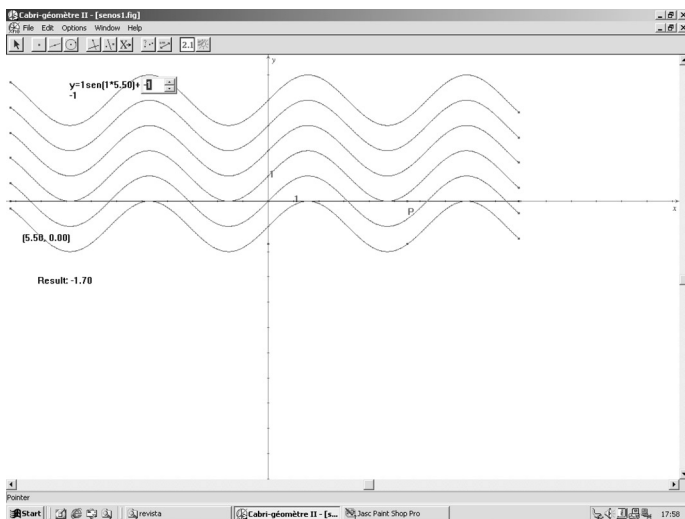 Cabri-géomètre II - [senos1.fig]
File Edit Options Window Help
2.1
y
y=1sen(1*5.50)+ -1
-1
1
1
P
x
(5.50, 0.00)
Result: -1.70
Pointer
Start
revista
Cabri-géomètre II - [s...
Jasc Paint Shop Pro
17:58